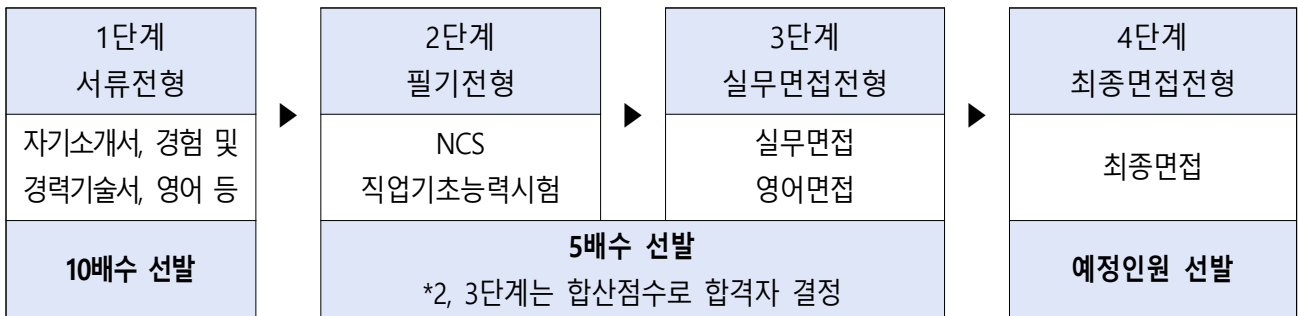 1단계
서류전형
자기소개서, 경험 및
경력기술서, 영어 등
10배수 선발
▶
2단계
필기전형
NCS
직업기초능력시험
▶
3단계
실무면접전형
실무면접
영어면접
5배수 선발
*2, 3단계는 합산점수로 합격자 결정
▶
4단계
최종면접전형
최종면접
예정인원 선발